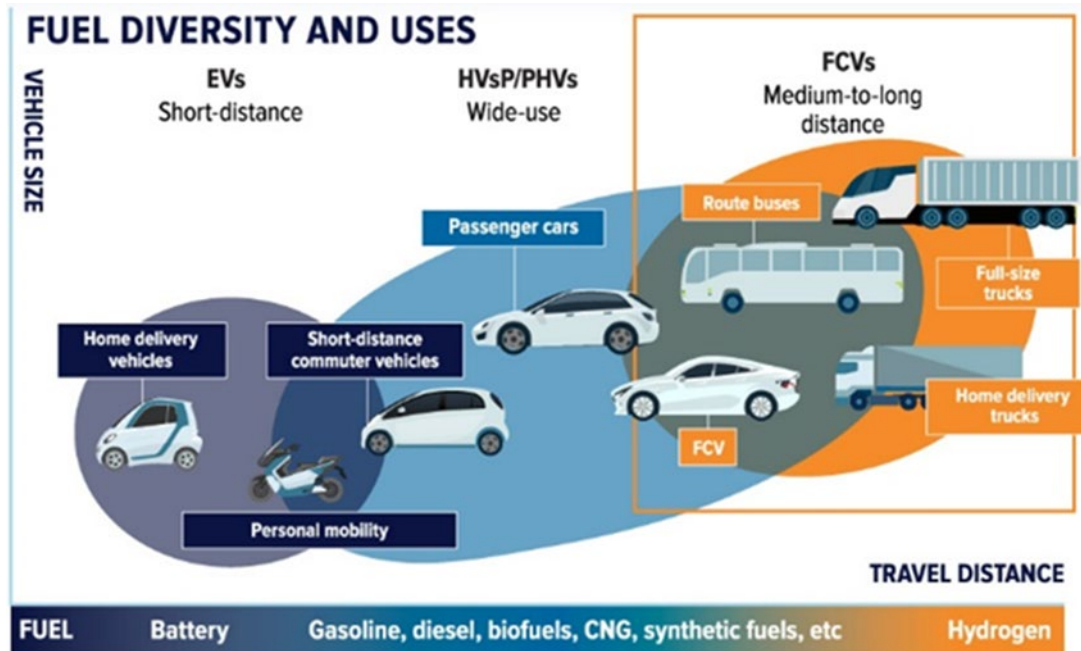 FUEL DIVERSITY AND USES
VEHICLE SIZE
EVs
Short-distance
HVsP/PHVs
Wide-use
FCVs
Medium-to-long
distance
Route buses
Passenger cars
Full-size
trucks
Home delivery
vehicles
Short-distance
commuter vehicles
Home delivery
trucks
FCV
Personal mobility
TRAVEL DISTANCE
FUEL
Battery
Gasoline, diesel, biofuels, CNG, synthetic fuels, etc
Hydrogen